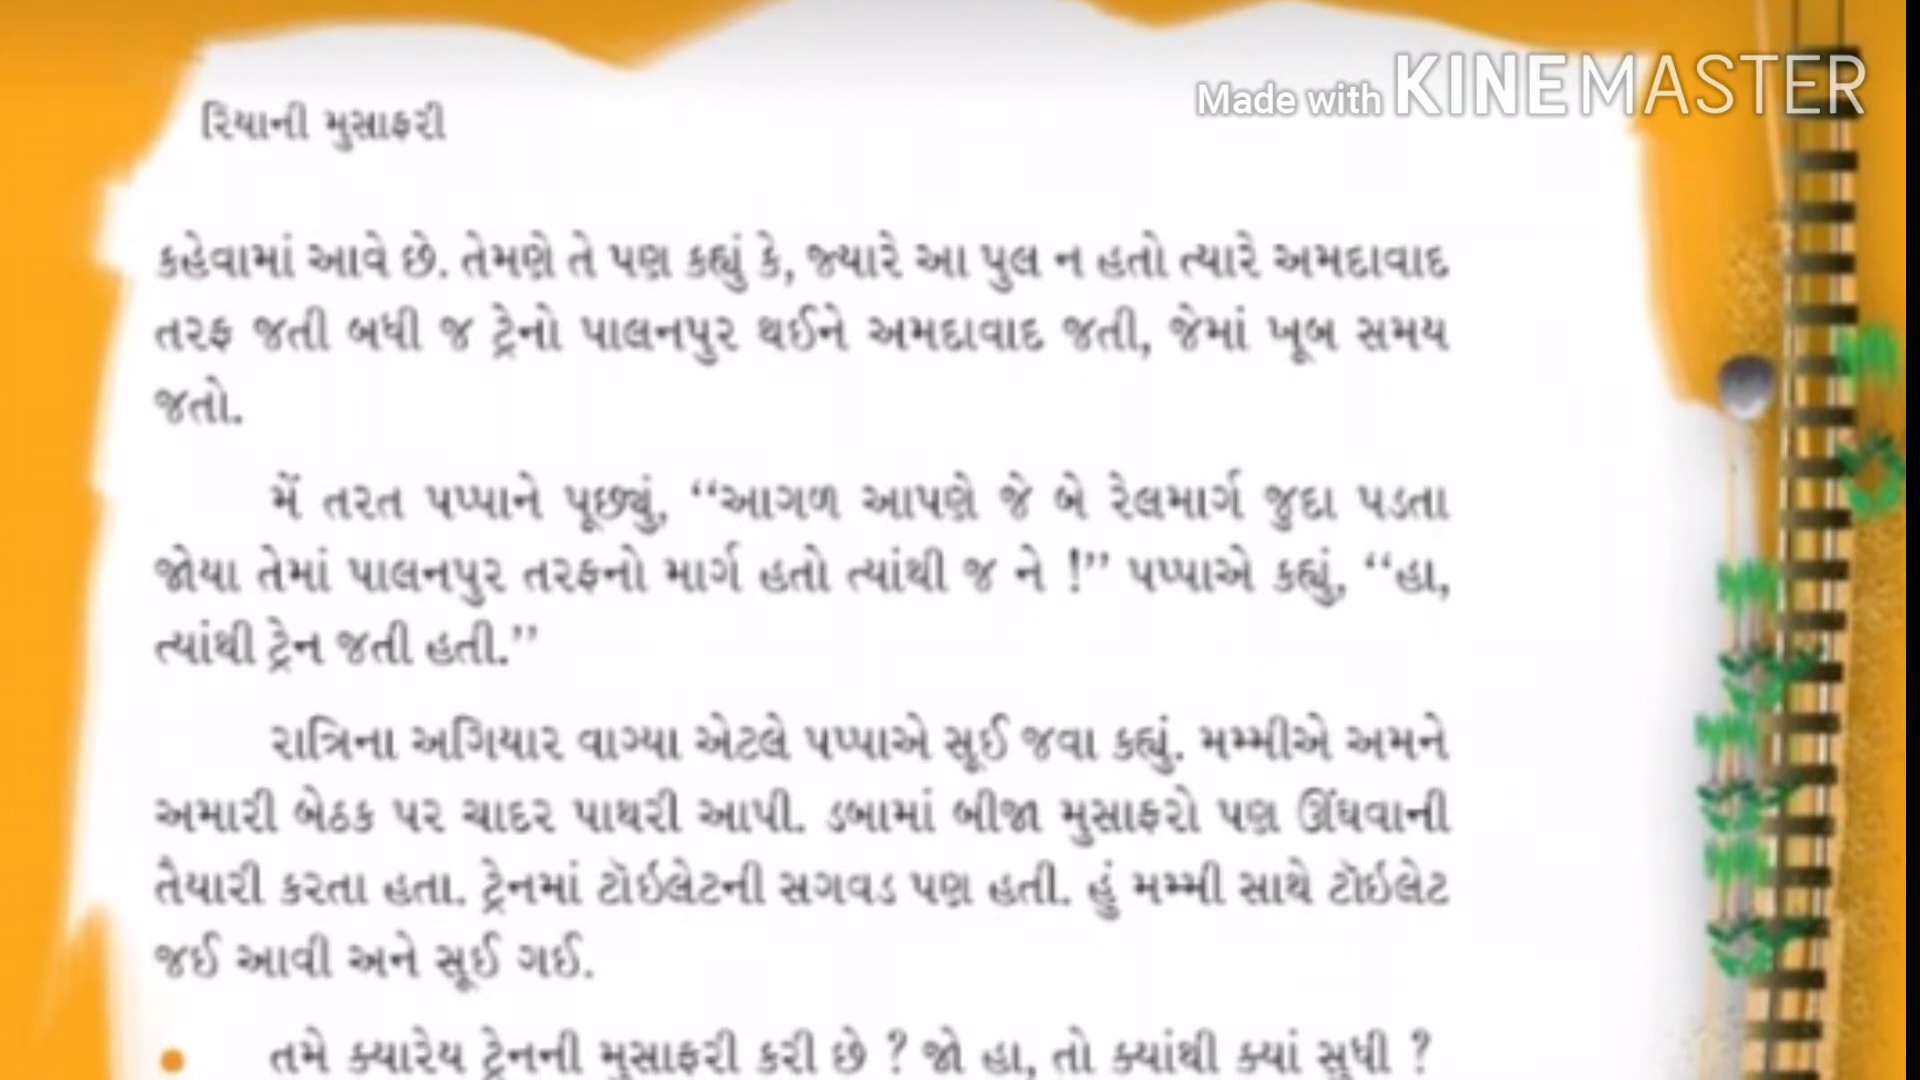 Made with KINEMASTER
રિયાની મુસાફરી
કહેવામાં આવે છે. તેમણે તે પણ કહ્યું કે, જ્યારે આ પુલ ન હતો ત્યારે અમદાવાદ
તરફ જતી બધી જ ટ્રેનો પાલનપુર થઈને અમદાવાદ જતી, જેમાં ખૂબ સમય
જતો.
મેં તરત પપ્પાને પૂછ્યું, ‘‘આગળ આપણે જે બે રેલમાર્ગ જુદા પડતા
જોયા તેમાં પાલનપુર તરફનો માર્ગ હતો ત્યાંથી જ ને !’’ પપ્પાએ કહ્યું, ‘‘હા,
ત્યાંથી ટ્રેન જતી હતી.’’
રાત્રિના અગિયાર વાગ્યા એટલે પપ્પાએ સૂઈ જવા કહ્યું. મમ્મીએ અમને
અમારી બેઠક પર ચાદર પાથરી આપી. ડબામાં બીજા મુસાફરો પણ ઊંઘવાની
તૈયારી કરતા હતા. ટ્રેનમાં ટૉઇલેટની સગવડ પણ હતી. હું મમ્મી સાથે ટૉઇલેટ
જઈ આવી અને સૂઈ ગઈ.
• તમે ક્યારેય ટ્રેનની મુસાફરી કરી છે ? જો હા, તો ક્યાંથી ક્યાં સુધી ?